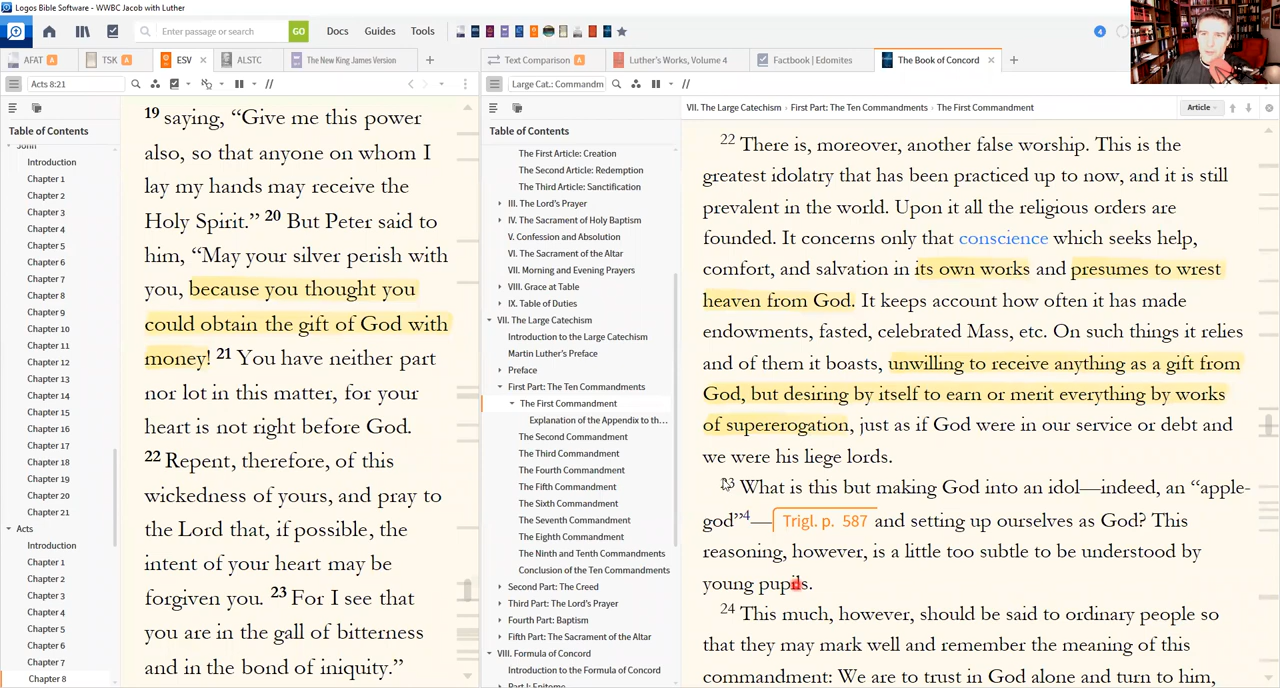 Logos Bible Software - WWBC Jacob with Luther
Enter passage or search
GO
Docs
Guides
Tools
4
AFAT A
TSK A
ESV
ALSTC
The New King James Version
Text Comparison A
Luther's Works, Volume 4
Factbook | Edomites
The Book of Concord
Acts 8:21
Large Cat.: Commandm
Table of Contents
John
Introduction
Chapter 1
Chapter 2
Chapter 3
Chapter 4
Chapter 5
Chapter 6
Chapter 7
Chapter 8
Chapter 9
Chapter 10
Chapter 11
Chapter 12
Chapter 13
Chapter 14
Chapter 15
Chapter 16
Chapter 17
Chapter 18
Chapter 19
Chapter 20
Chapter 21
Acts
Introduction
Chapter 1
Chapter 2
Chapter 3
Chapter 4
Chapter 5
Chapter 6
Chapter 7
Chapter 8
19 saying, “Give me this power
also, so that anyone on whom I
lay my hands may receive the
Holy Spirit.” 20 But Peter said to
him, “May your silver perish with
you, because you thought you
could obtain the gift of God with
money! 21 You have neither part
nor lot in this matter, for your
heart is not right before God.
22 Repent, therefore, of this
wickedness of yours, and pray to
the Lord that, if possible, the
intent of your heart may be
forgiven you. 23 For I see that
you are in the gall of bitterness
and in the bond of iniquity.”
Table of Contents
The First Article: Creation
The Second Article: Redemption
The Third Article: Sanctification
III. The Lord's Prayer
IV. The Sacrament of Holy Baptism
V. Confession and Absolution
VI. The Sacrament of the Altar
VII. Morning and Evening Prayers
VIII. Grace at Table
IX. Table of Duties
VII. The Large Catechism
Introduction to the Large Catechism
Martin Luther's Preface
Preface
First Part: The Ten Commandments
The First Commandment
Explanation of the Appendix to th...
The Second Commandment
The Third Commandment
The Fourth Commandment
The Fifth Commandment
The Sixth Commandment
The Seventh Commandment
The Eighth Commandment
The Ninth and Tenth Commandments
Conclusion of the Ten Commandments
Second Part: The Creed
Third Part: The Lord's Prayer
Fourth Part: Baptism
Fifth Part: The Sacrament of the Altar
VIII. Formula of Concord
Introduction to the Formula of Concord
Part I: Epitome
VII. The Large Catechism › First Part: The Ten Commandments › The First Commandment
Article
22 There is, moreover, another false worship. This is the
greatest idolatry that has been practiced up to now, and it is still
prevalent in the world. Upon it all the religious orders are
founded. It concerns only that conscience which seeks help,
comfort, and salvation in its own works and presumes to wrest
heaven from God. It keeps account how often it has made
endowments, fasted, celebrated Mass, etc. On such things it relies
and of them it boasts, unwilling to receive anything as a gift from
God, but desiring by itself to earn or merit everything by works
of supererogation, just as if God were in our service or debt and
we were his liege lords.
23 What is this but making God into an idol—indeed, an “apple-
god”4— Trigl. p. 587 and setting up ourselves as God? This
reasoning, however, is a little too subtle to be understood by
young pupils.
24 This much, however, should be said to ordinary people so
that they may mark well and remember the meaning of this
commandment: We are to trust in God alone and turn to him,